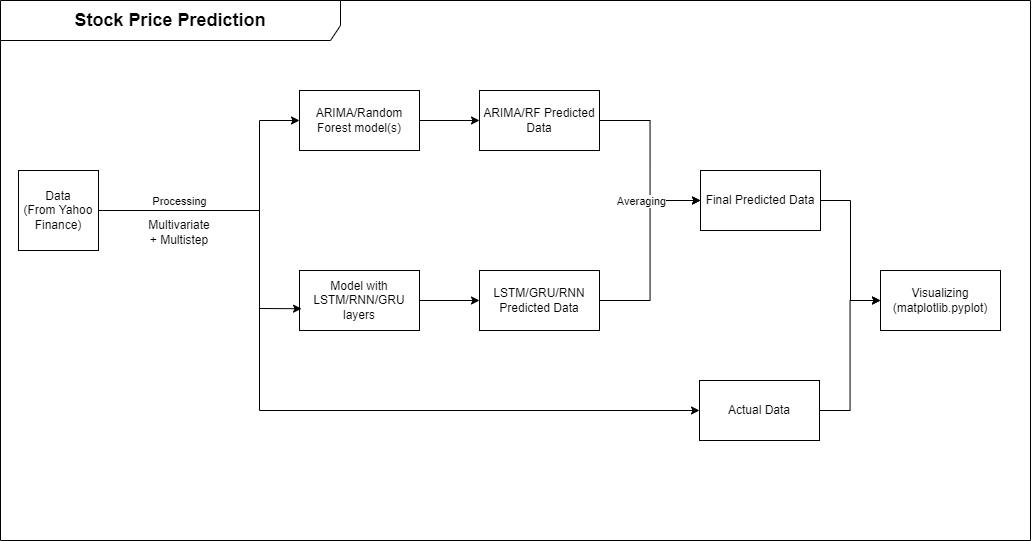 Stock Price Prediction
ARIMA/Random
Forest model(s)
ARIMA/RF Predicted
Data
Data
(From Yahoo
Finance)
Processing
Multivariate
+ Multistep
Averaging
Final Predicted Data
Model with
LSTM/RNN/GRU
layers
LSTM/GRU/RNN
Predicted Data
Visualizing
(matplotlib.pyplot)
Actual Data